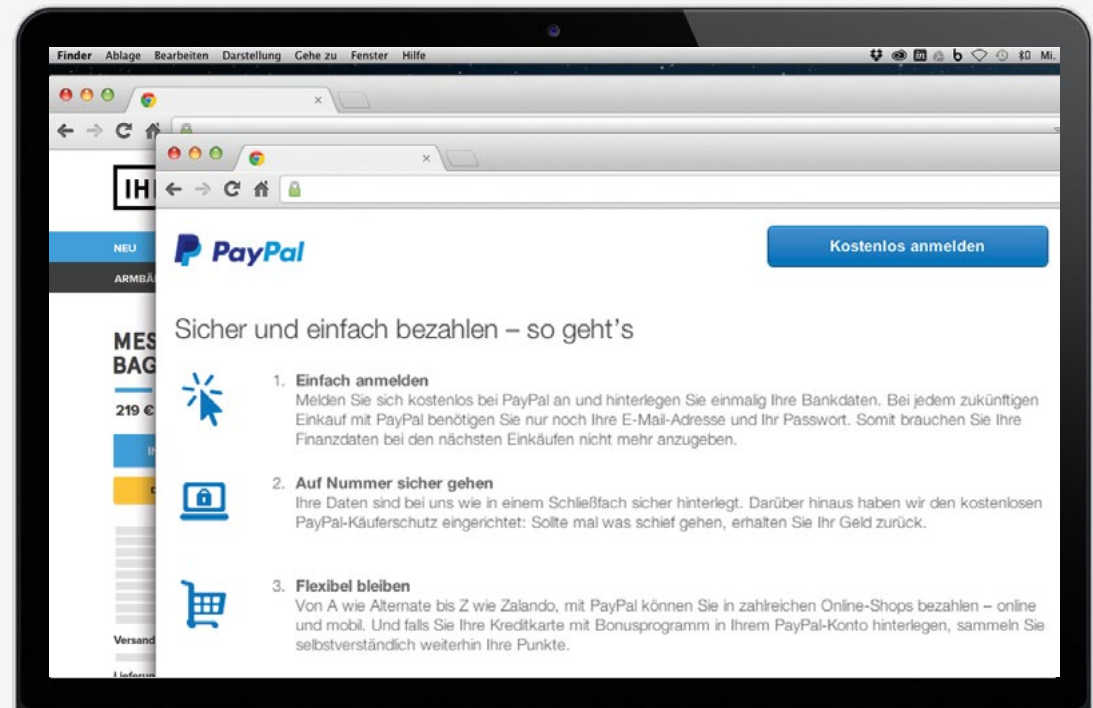 Finder Ablage Bearbeiten Darstellung Gehe zu Fenster Hilfe
Mi.
NEU
219 €
PayPal
Kostenlos anmelden
Sicher und einfach bezahlen – so geht's
1. Einfach anmelden
Melden Sie sich kostenlos bei PayPal an und hinterlegen Sie einmalig Ihre Bankdaten. Bei jedem zukünftigen
Einkauf mit PayPal benötigen Sie nur noch Ihre E-Mail-Adresse und Ihr Passwort. Somit brauchen Sie Ihre
Finanzdaten bei den nächsten Einkäufen nicht mehr anzugeben.
2. Auf Nummer sicher gehen
Ihre Daten sind bei uns wie in einem Schließfach sicher hinterlegt. Darüber hinaus haben wir den kostenlosen
PayPal-Käuferschutz eingerichtet: Sollte mal was schief gehen, erhalten Sie Ihr Geld zurück.
3. Flexibel bleiben
Von A wie Alternate bis Z wie Zalando, mit PayPal können Sie in zahlreichen Online-Shops bezahlen – online
und mobil. Und falls Sie Ihre Kreditkarte mit Bonusprogramm in Ihrem PayPal-Konto hinterlegen, sammeln Sie
selbstverständlich weiterhin Ihre Punkte.
Versand